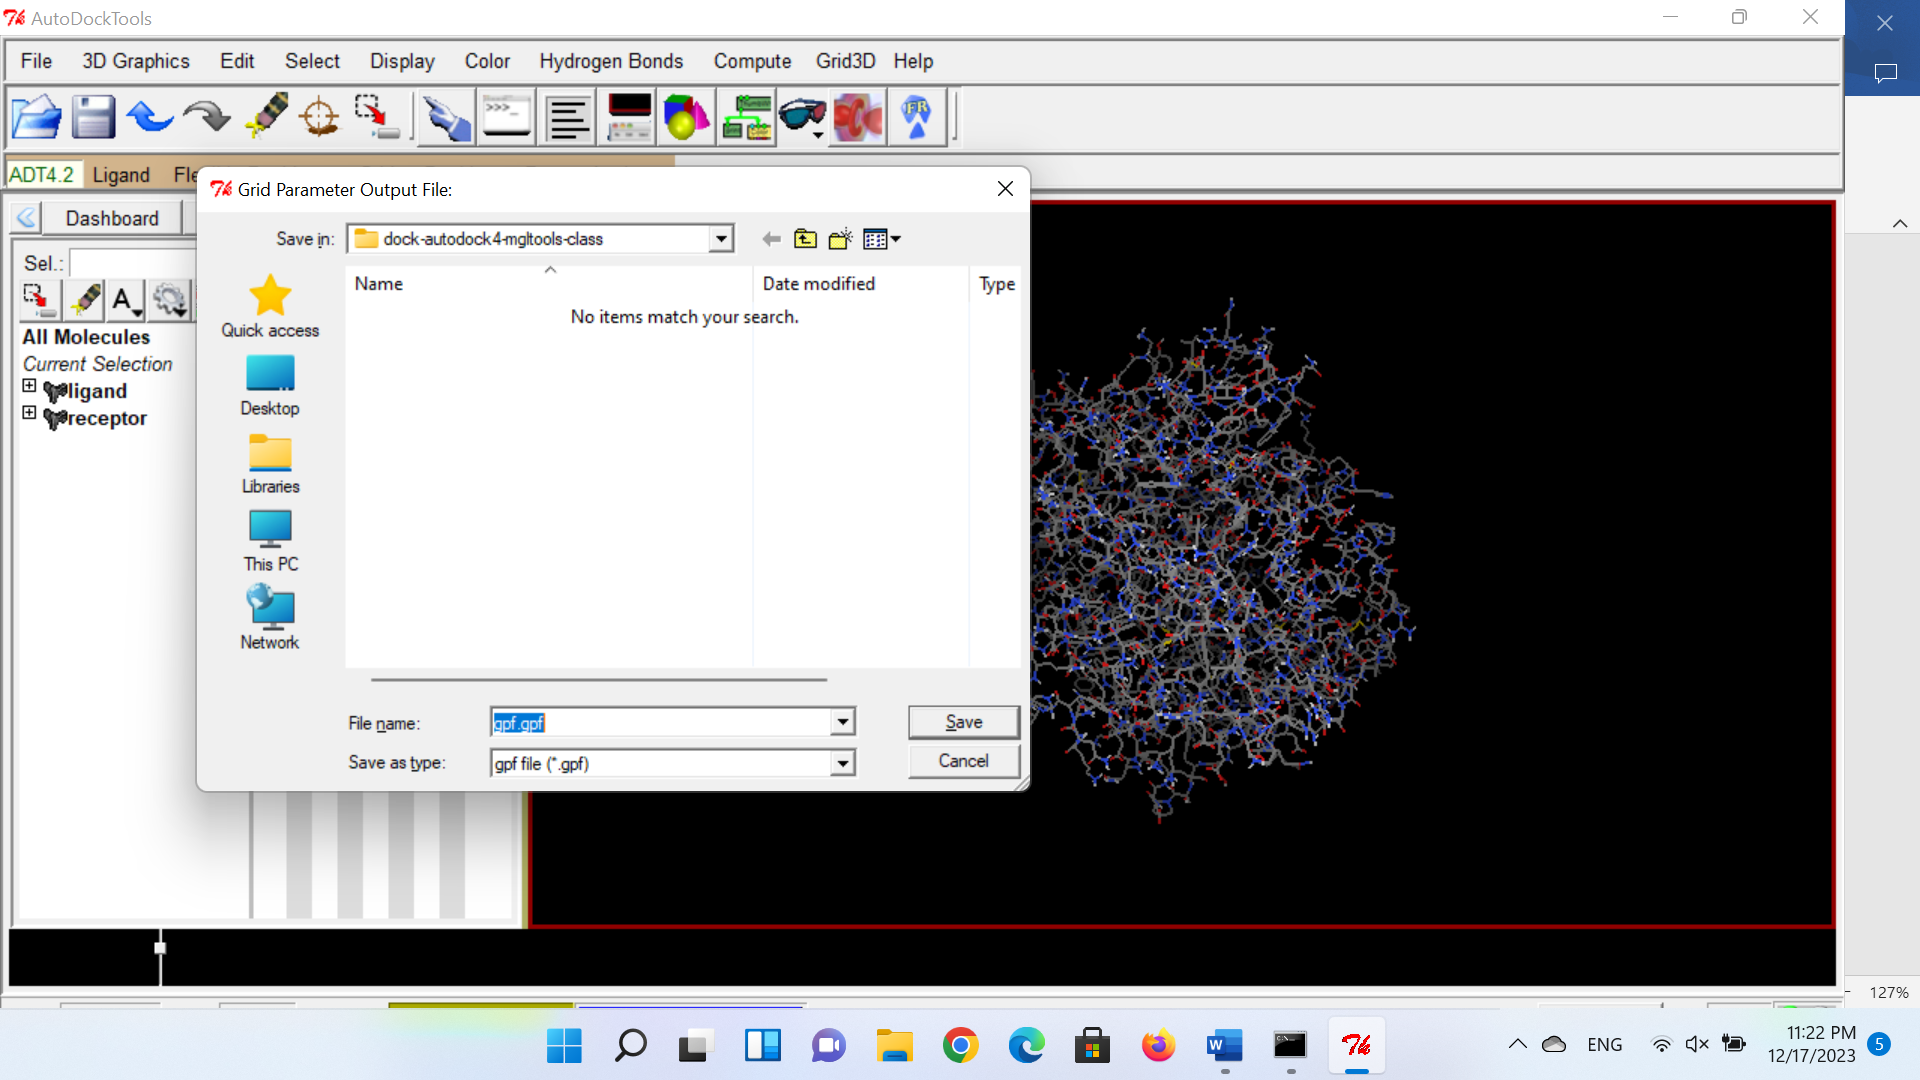 AutoDockTools
File 3D Graphics Edit Select Display Color Hydrogen Bonds Compute Grid3D Help
>>>
FR
ADT4.2 Ligand Fle
Grid Parameter Output File:
Dashboard
Save in: dock-autodock4-mgltools-class
Sel.:
A
Name Date modified Type
No items match your search.
Quick access
All Molecules
Current Selection
ligand
receptor
Desktop
Libraries
This PC
Network
File name: gpf.gpf Save
Save as type: gpf file (*.gpf) Cancel
127%
ENG
11:22 PM
12/17/2023
5